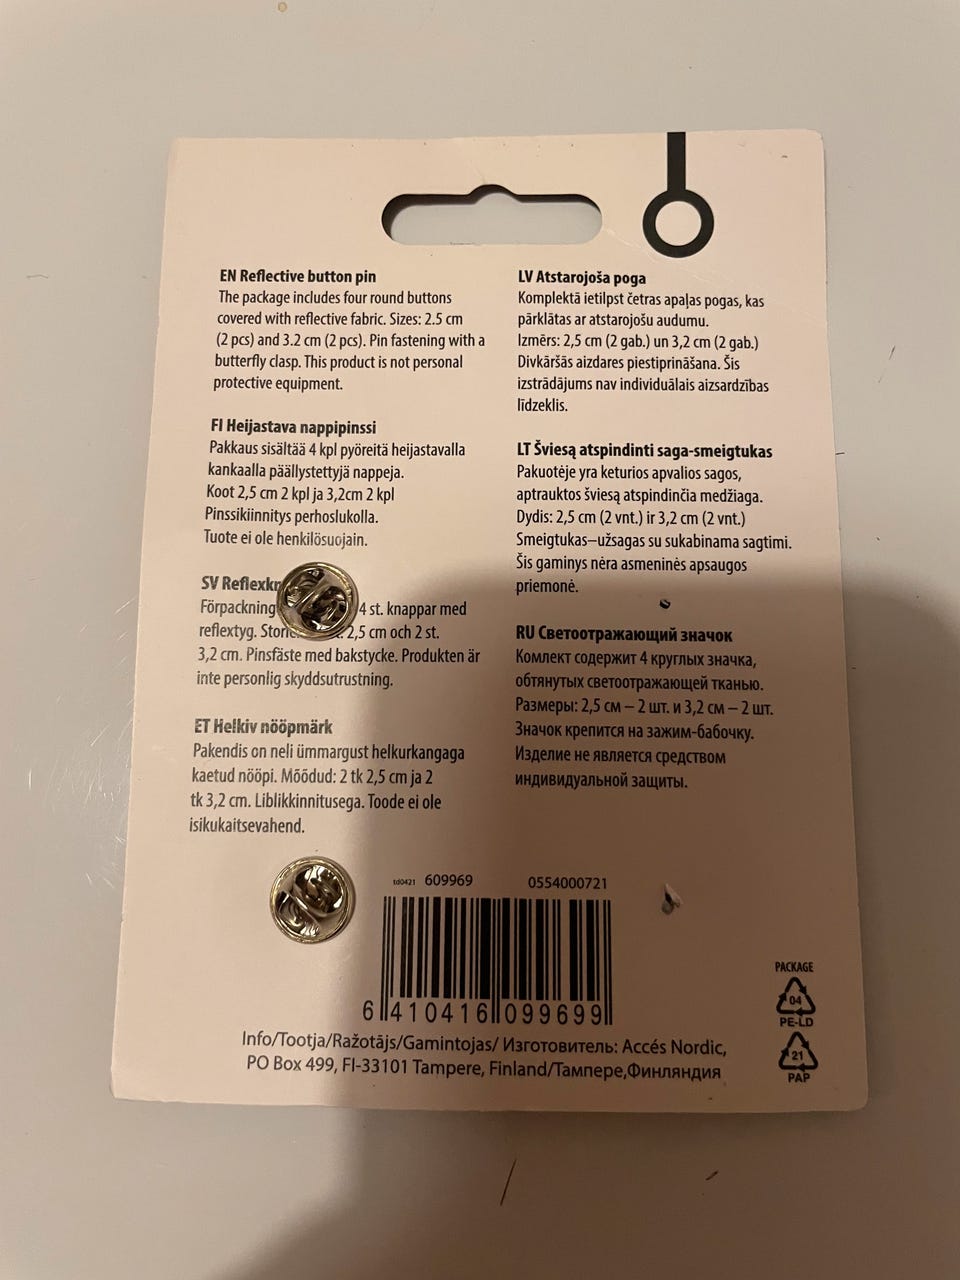 EN Reflective button pin
The package includes four round buttons
covered with reflective fabric. Sizes: 2.5 cm
(2 pcs) and 3.2 cm (2 pcs). Pin fastening with a
butterfly clasp. This product is not personal
protective equipment.
FI Heijastava nappipinssi
Pakkaus sisältää 4 kpl pyöreitä heijastavalla
kankaalla päällystettyjä nappeja.
Koot 2,5 cm 2 kpl ja 3,2cm 2 kpl
Pinssikiinnitys perhoslukolla.
Tuote ei ole henkilösuojain.
SV
Förpackning 4 st. knappar med
reflextyg. 2,5 cm och 2 st.
3,2 cm. Pinsfäste med bakstycke. Produkten är
inte personlig skyddsutrustning.
ET Helkiv nööpmärk
Pakendis on neli ümmargust helkurkangaga
kaetud nööpi. Mõõdud: 2 tk 2,5 cm ja 2
tk 3,2 cm. Liblikkinnitusega. Toode ei ole
isikukaitsevahend.
LV Atstarojoša poga
Komplektā ietilpst četras apaļas pogas, kas
pārklātas ar atstarojošu audumu.
Izmērs: 2,5 cm (2 gab.) un 3,2 cm (2 gab.)
Divkāršās aizdares piestiprināšana. Šis
izstrādājums nav individuālais aizsardzības
līdzeklis.
LT Šviesą atspindinti saga-smeigtukas
Pakuotėje yra keturios apvalios sagos,
aptrauktos šviesą atspindinčia medžiaga.
Dydis: 2,5 cm (2 vnt.) ir 3,2 cm (2 vnt.)
Smeigtukas–užsagas su sukabinama sagtimi.
Šis gaminys nėra asmeninės apsaugos
priemonė.
RU Светоотражающий значок
Комлект содержит 4 круглых значка,
обтянутых светоотражающей тканью.
Размеры: 2,5 см – 2 шт. и 3,2 см – 2 шт.
Значок крепится на зажим-бабочку.
Изделие не является средством
индивидуальной защиты.
td0421 609969 0554000721
6 410416 099699
Info/Tootja/Ražotājs/Gamintojas/ Изготовитель: Accés Nordic,
PO Box 499, FI-33101 Tampere, Finland/Тампере,Финляндия
PACKAGE
04
PE-LD
21
PAP